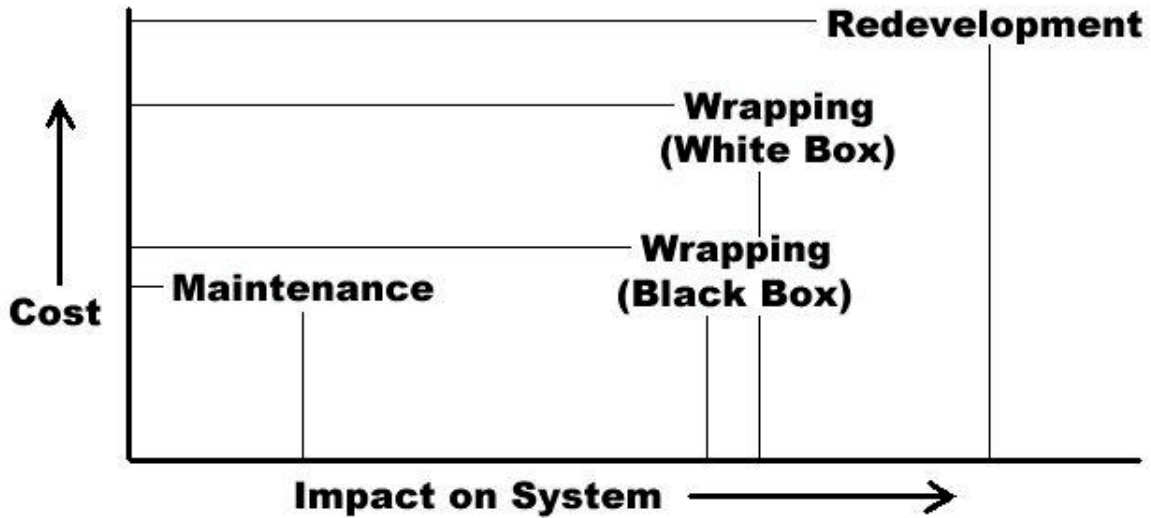 Redevelopment
Wrapping
(White Box)
Wrapping
(Black Box)
Maintenance
Cost
Impact on System